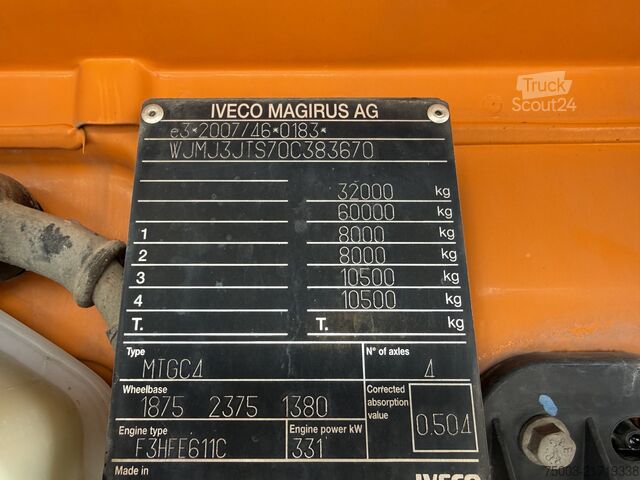 Truck
Scout24
IVECO MAGIRUS AG
e3*2007/46*0183*
WJMJ3JTS70C383670
32000 kg
60000 kg
1 8000 kg
2 8000 kg
3 10500 kg
4 10500 kg
T. T. kg
Type N° of axles
MTGC4 4
Wheelbase Corrected absorption value
1875 2375 1380 0.504
Engine type Engine power kW
F3HFE611C 331
Made in IVECO